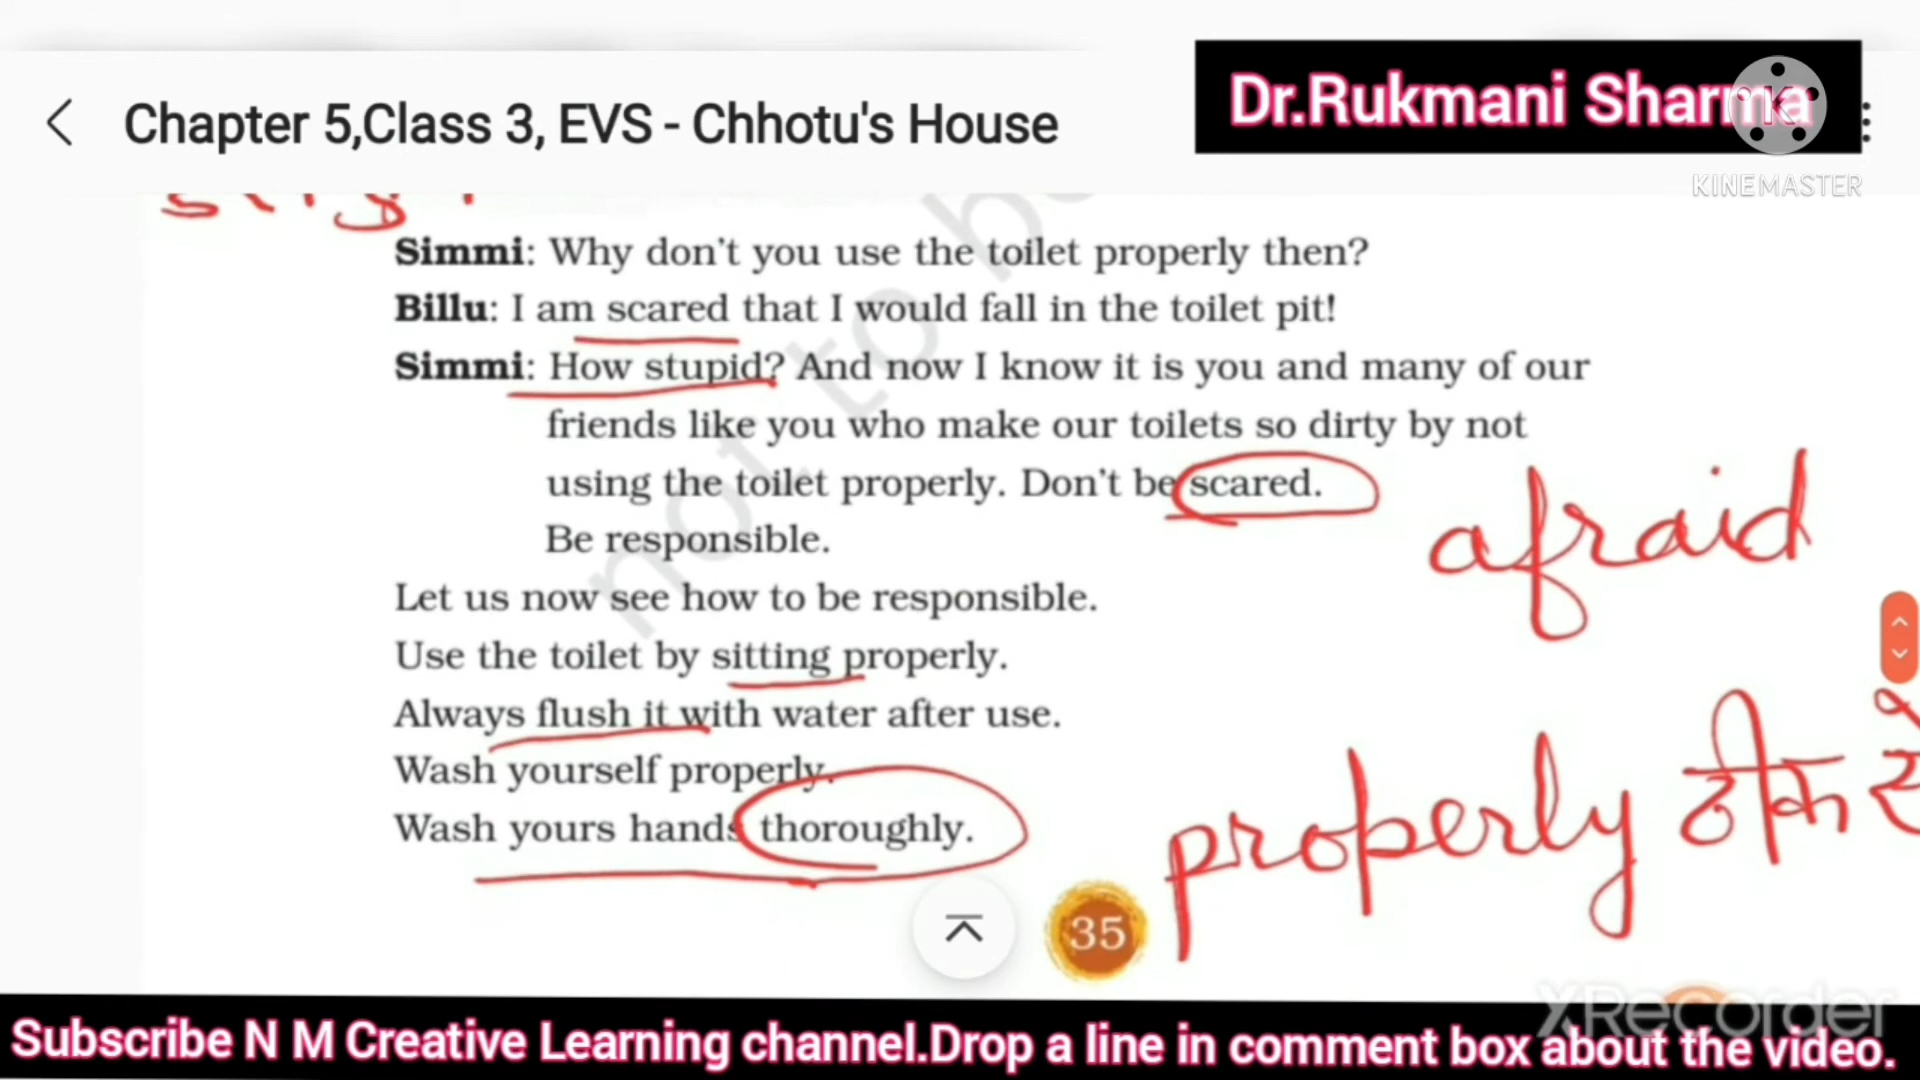 Dr.Rukmani Sharma
Chapter 5,Class 3, EVS - Chhotu's House
KINEMASTER
Simmi: Why don't you use the toilet properly then?
Billu: I am scared that I would fall in the toilet pit!
Simmi: How stupid? And now I know it is you and many of our
friends like you who make our toilets so dirty by not
using the toilet properly. Don't be scared.
afraid
Be responsible.
Let us now see how to be responsible.
Use the toilet by sitting properly.
Always flush it with water after use.
Wash yourself properly.
Wash yours hands thoroughly.
properly ठीक से
not to be
35
XRecorder
Subscribe N M Creative Learning channel.Drop a line in comment box about the video.